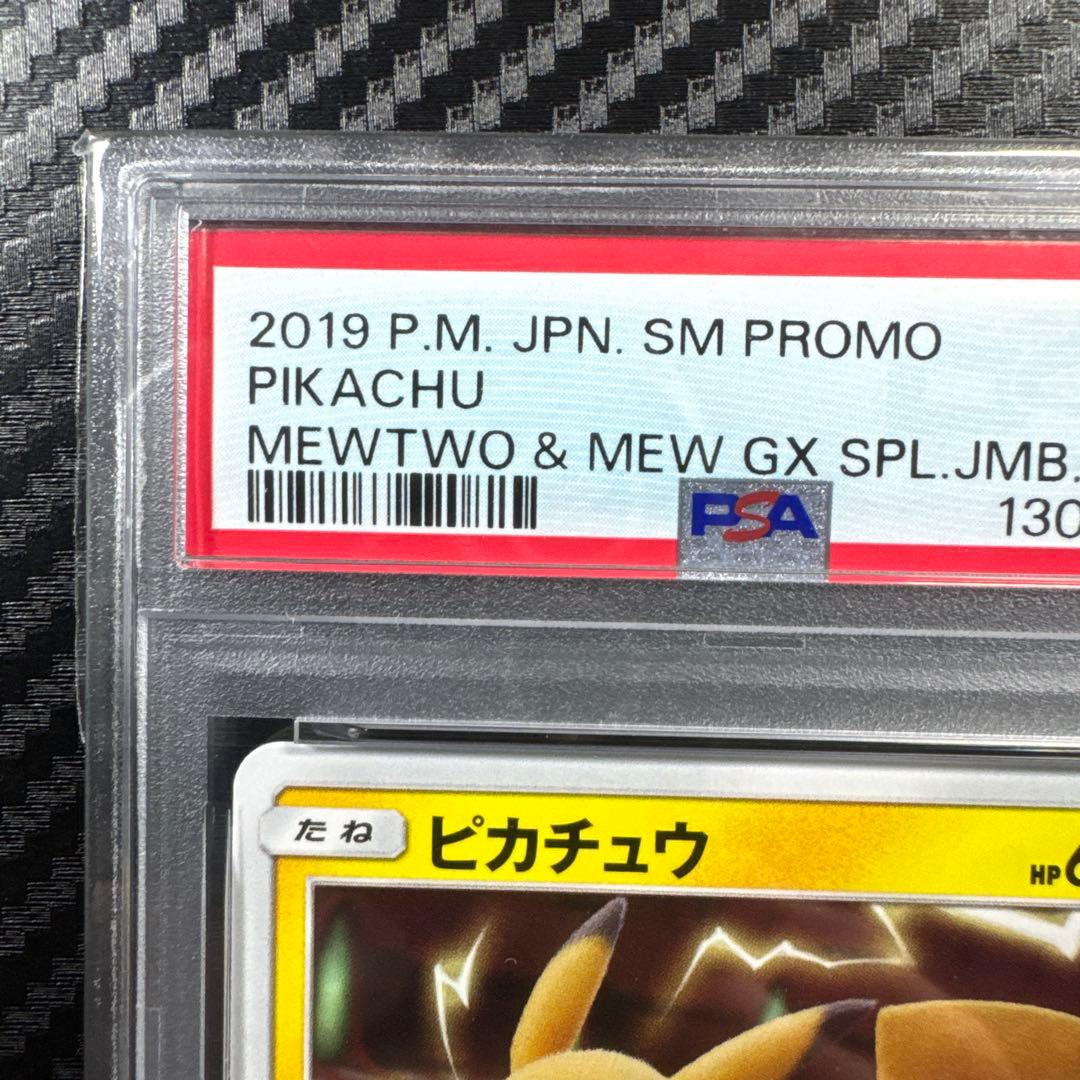 2019 P.M. JPN. SM PROMO
PIKACHU
MEWTWO & MEW GX SPL.JMB.
PSA
130
たね ピカチュウ HP